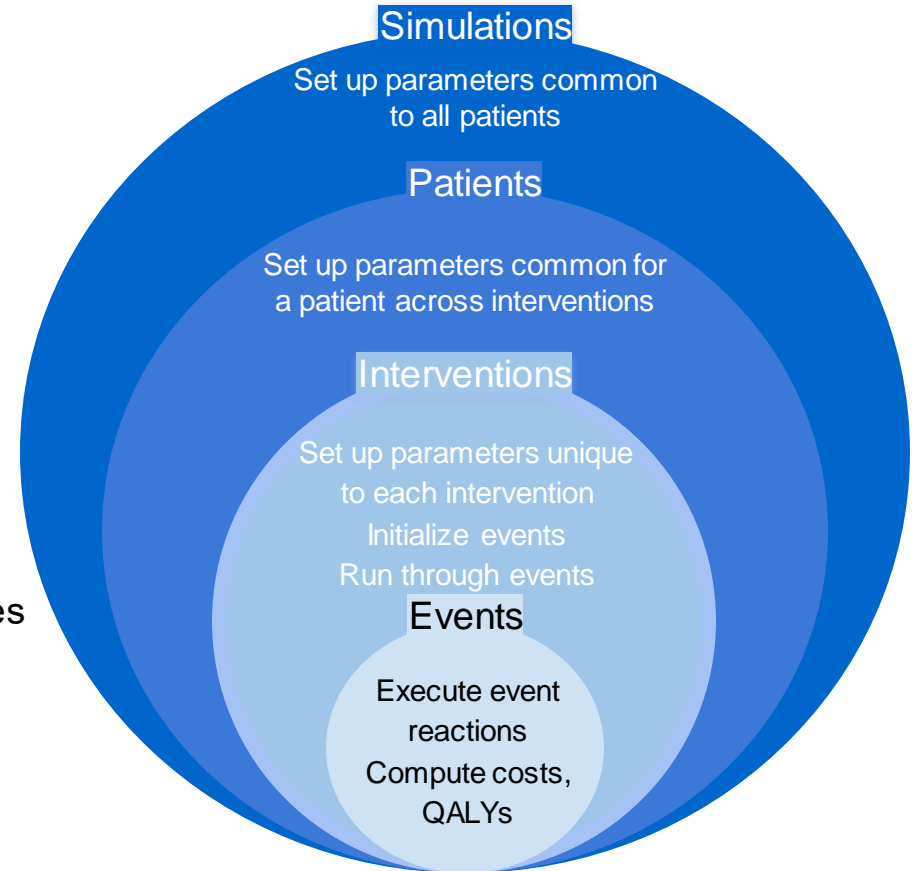 Simulations
Set up parameters common
to all patients
Patients
Set up parameters common for
a patient across interventions
Interventions
Set up parameters unique
to each intervention
Initialize events
Run through events
es
Events
Execute event
reactions
Compute costs,
QALYs